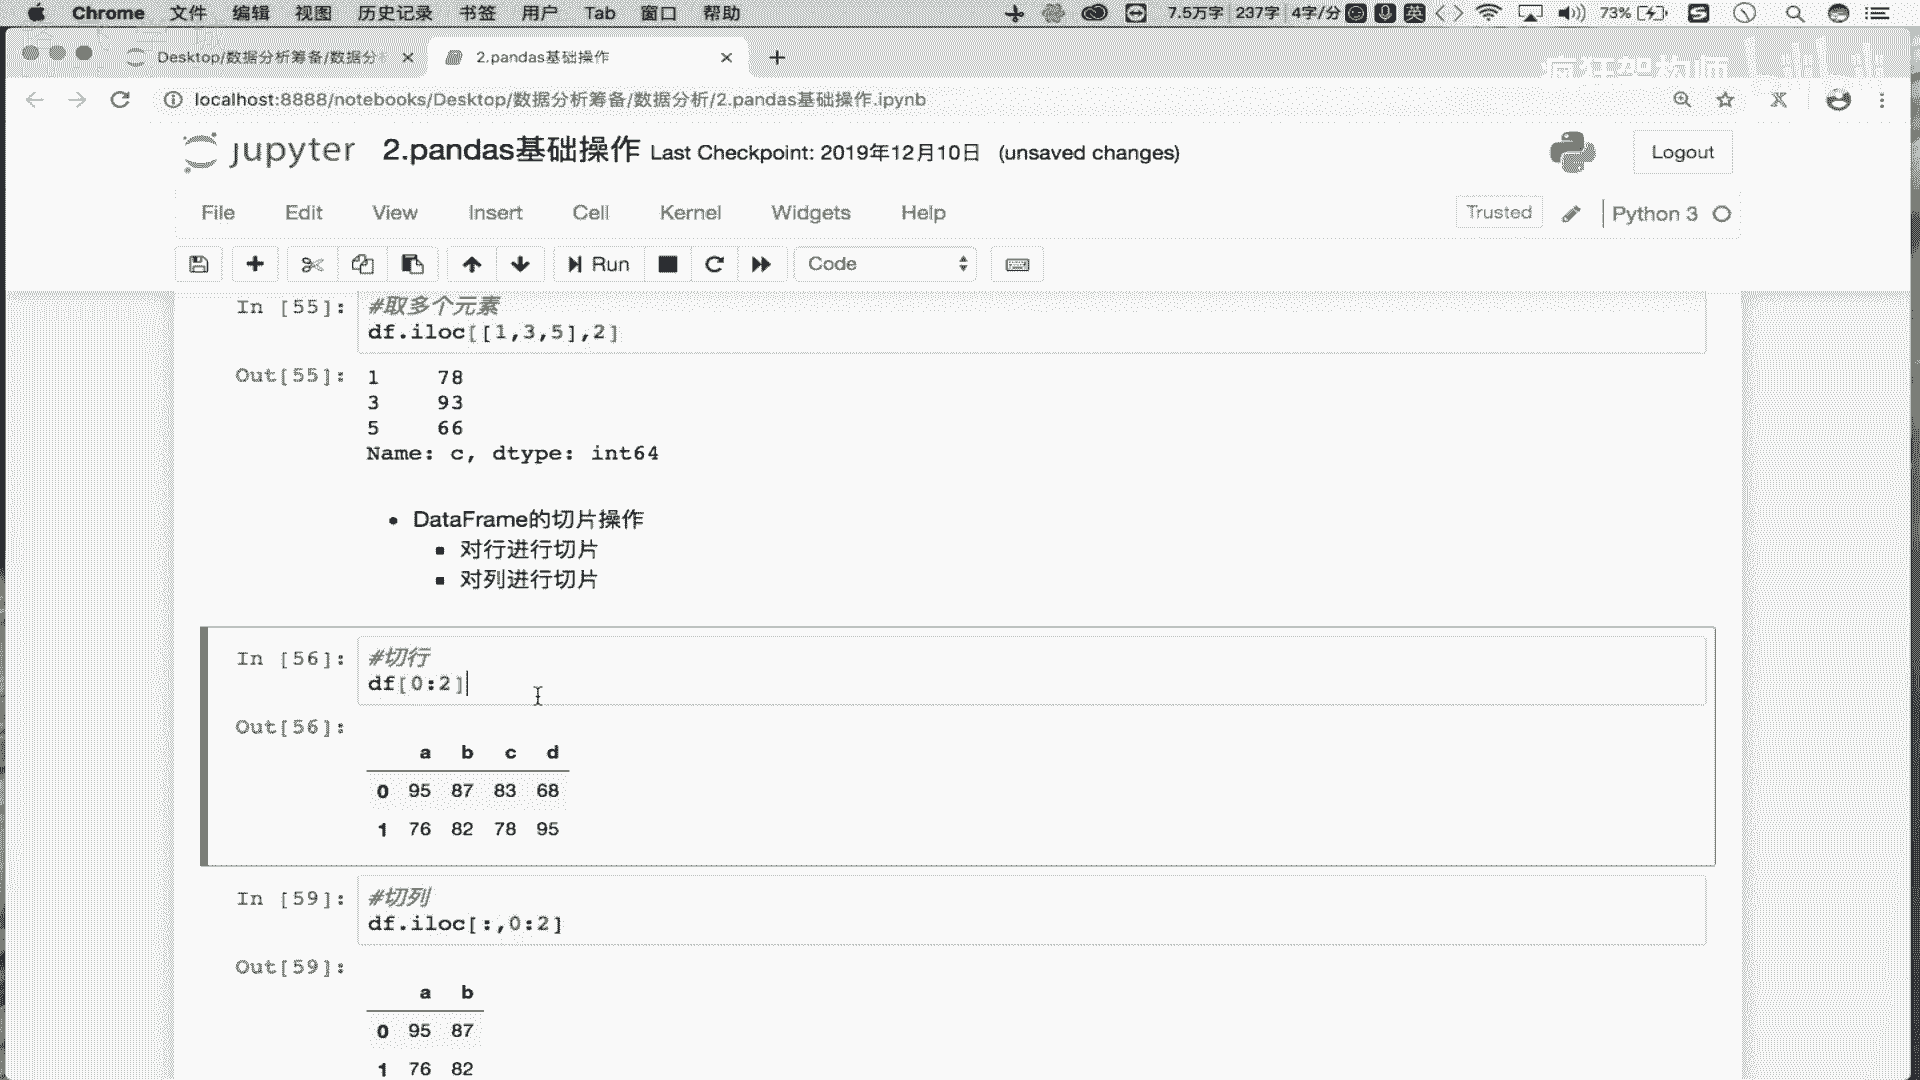 Chrome 文件 编辑 视图 历史记录 书签 用户 Tab 窗口 帮助 7.5万字 237字 4字/分 英 73%
Desktop/数据分析筹备/数据分 2.pandas基础操作
疯狂架构师 bilibili
localhost:8888/notebooks/Desktop/数据分析筹备/数据分析/2.pandas基础操作.ipynb
jupyter 2.pandas基础操作 Last Checkpoint: 2019年12月10日 (unsaved changes) Logout
File Edit View Insert Cell Kernel Widgets Help Trusted Python 3
Run Code
In [55]: #取多个元素
df.iloc[[1,3,5],2]
Out[55]: 1 78
3 93
5 66
Name: c, dtype: int64
DataFrame的切片操作
对行进行切片
对列进行切片
In [56]: #切行
df[0:2]
Out[56]:
a b c d
0 95 87 83 68
1 76 82 78 95
In [59]: #切列
df.iloc[:,0:2]
Out[59]:
a b
0 95 87
1 76 82